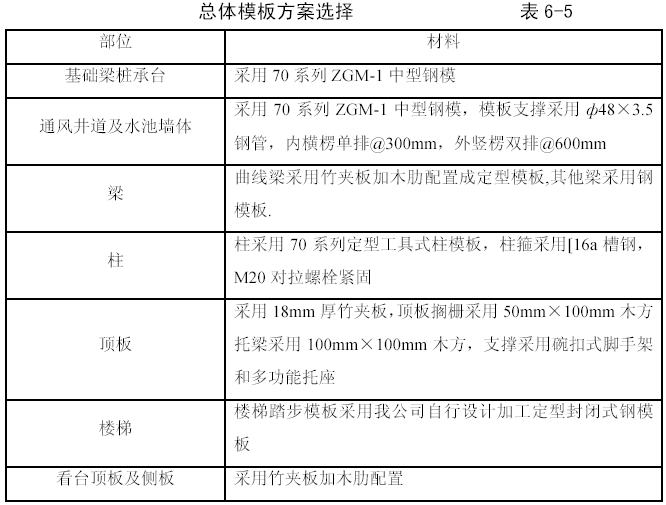 总体模板方案选择 表 6-5
部位 材料
基础梁桩承台 采用 70 系列 ZGM-1 中型钢模
通风井道及水池墙体
采用 70 系列 ZGM-1 中型钢模，模板支撑采用 ф48×3.5
钢管，内横楞单排@300mm，外竖楞双排@600mm
梁
曲线梁采用竹夹板加木肋配置成定型模板,其他梁采用钢
模板.
柱
柱采用 70 系列定型工具式柱模板，柱箍采用[16a 槽钢，
M20 对拉螺栓紧固
顶板
采用 18mm 厚竹夹板，顶板搁栅采用 50mm×100mm 木方
托梁采用 100mm×100mm 木方，支撑采用碗扣式脚手架
和多功能托座
楼梯
楼梯踏步模板采用我公司自行设计加工定型封闭式钢模
板
看台顶板及侧板 采用竹夹板加木肋配置